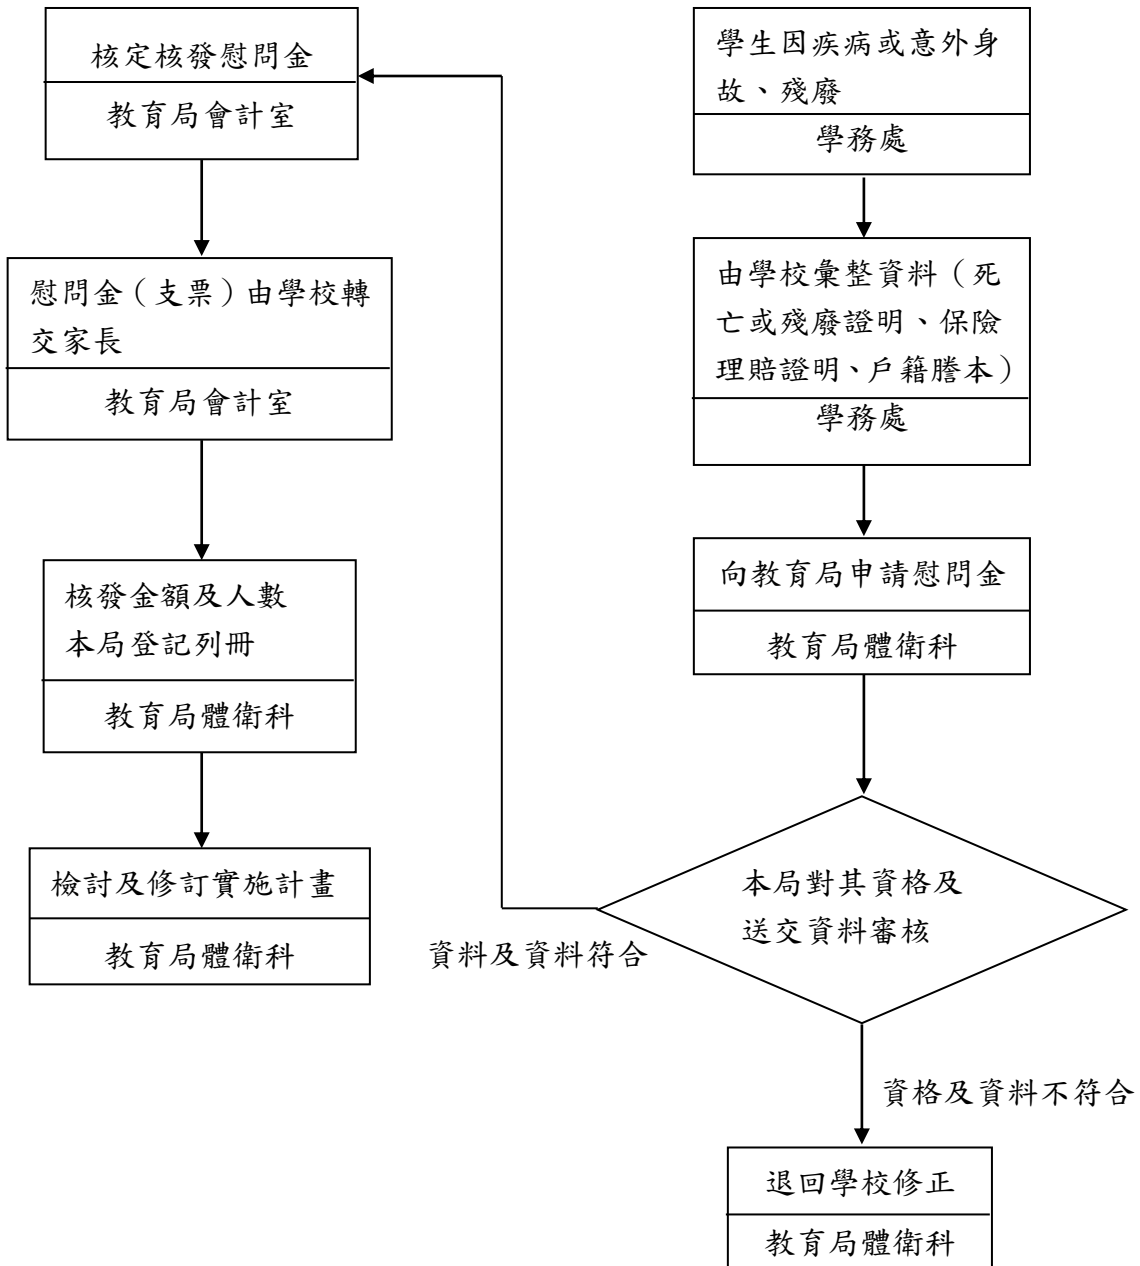 學生因疾病或意外身
故、殘廢
學務處
由學校彙整資料（死
亡或殘廢證明、保險
理賠證明、戶籍謄本）
學務處
向教育局申請慰問金
教育局體衛科
本局對其資格及
送交資料審核
資料及資料符合
資格及資料不符合
退回學校修正
教育局體衛科
核定核發慰問金
教育局會計室
慰問金（支票）由學校轉
交家長
教育局會計室
核發金額及人數
本局登記列冊
教育局體衛科
檢討及修訂實施計畫
教育局體衛科